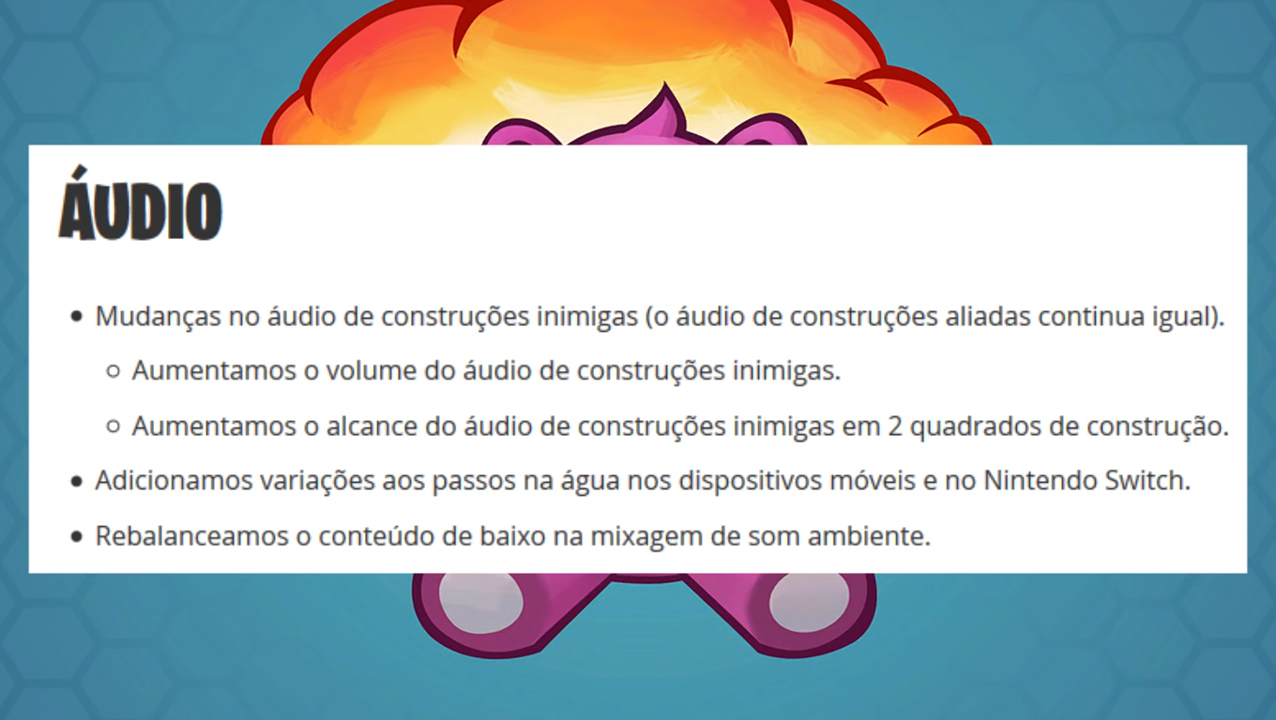 ÁUDIO
• Mudanças no áudio de construções inimigas (o áudio de construções aliadas continua igual).
○ Aumentamos o volume do áudio de construções inimigas.
○ Aumentamos o alcance do áudio de construções inimigas em 2 quadrados de construção.
• Adicionamos variações aos passos na água nos dispositivos móveis e no Nintendo Switch.
• Rebalanceamos o conteúdo de baixo na mixagem de som ambiente.